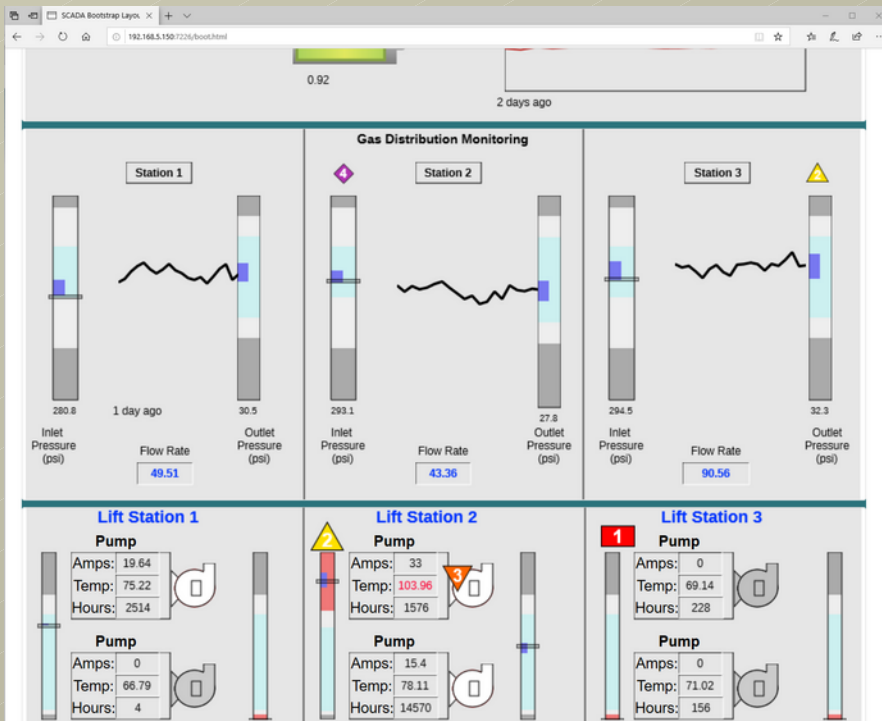 SCADA Bootstrap Layou
192.168.5.150:7226/boot.html
0.92
2 days ago
Gas Distribution Monitoring
Station 1
4
Station 2
Station 3
2
280.8
1 day ago
30.5
293.1
27.8
294.5
32.3
Inlet
Pressure
(psi)
Flow Rate
49.51
Outlet
Pressure
(psi)
Inlet
Pressure
(psi)
Flow Rate
43.36
Outlet
Pressure
(psi)
Inlet
Pressure
(psi)
Flow Rate
90.56
Outlet
Pressure
(psi)
Lift Station 1
Pump
Amps: 19.64
Temp: 75.22
Hours: 2514
Pump
Amps: 0
Temp: 66.79
Hours: 4
Lift Station 2
2
Pump
Amps: 33
Temp: 103.96
Hours: 1576
3
Pump
Amps: 15.4
Temp: 78.11
Hours: 14570
Lift Station 3
1
Pump
Amps: 0
Temp: 69.14
Hours: 228
Pump
Amps: 0
Temp: 71.02
Hours: 156